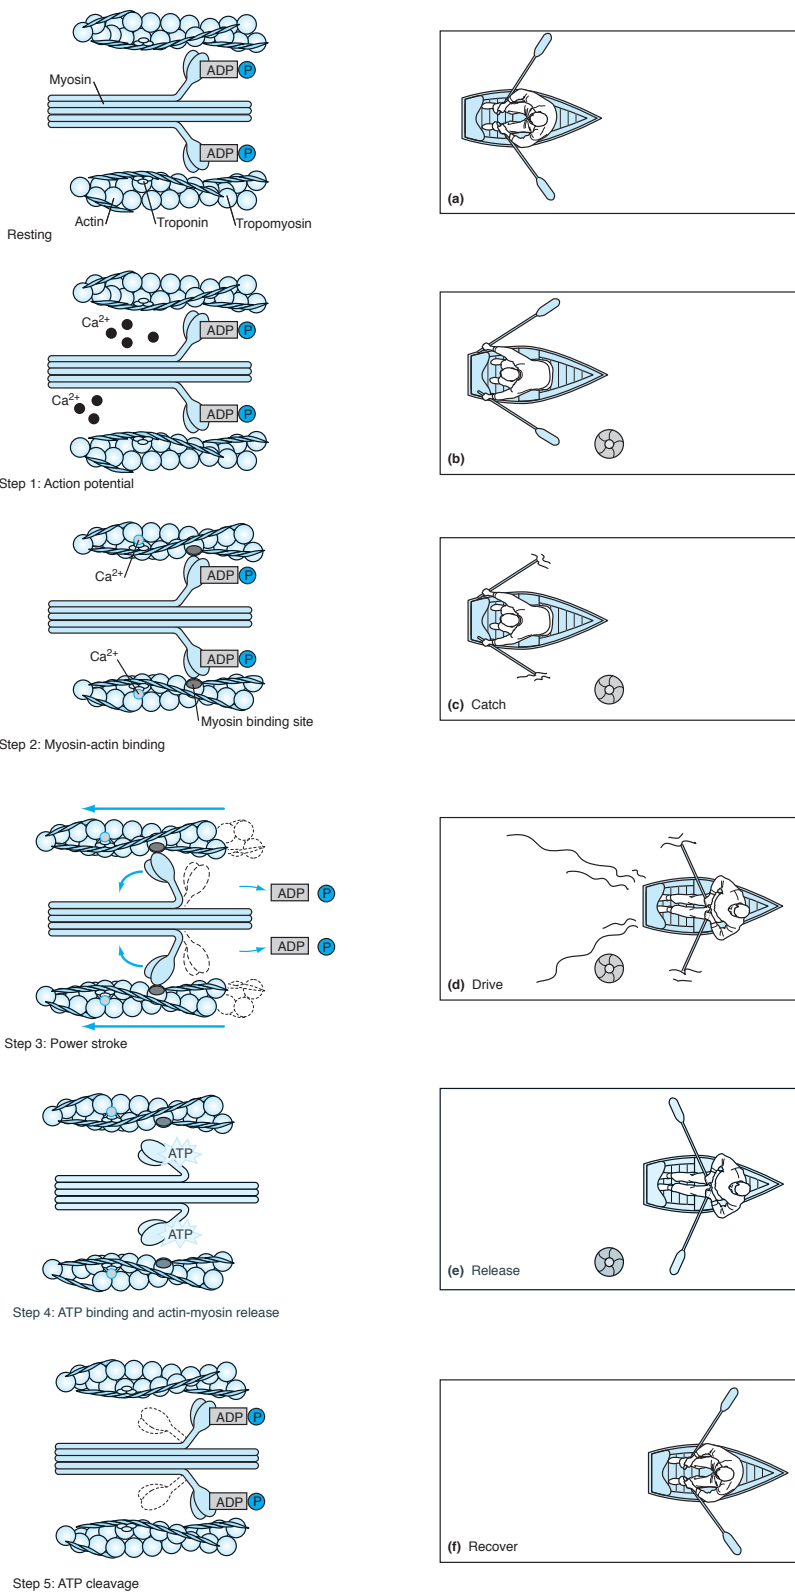 ADP P
Myosin
ADP P
Actin Troponin Tropomyosin
Resting
(a)
Ca2+
ADP P
Ca2+
ADP P
Step 1: Action potential
(b)
Ca2+
ADP P
Ca2+
ADP P
Myosin binding site
Step 2: Myosin-actin binding
(c) Catch
ADP P
ADP P
Step 3: Power stroke
(d) Drive
ATP
ATP
Step 4: ATP binding and actin-myosin release
(e) Release
ADP P
ADP P
Step 5: ATP cleavage
(f) Recover